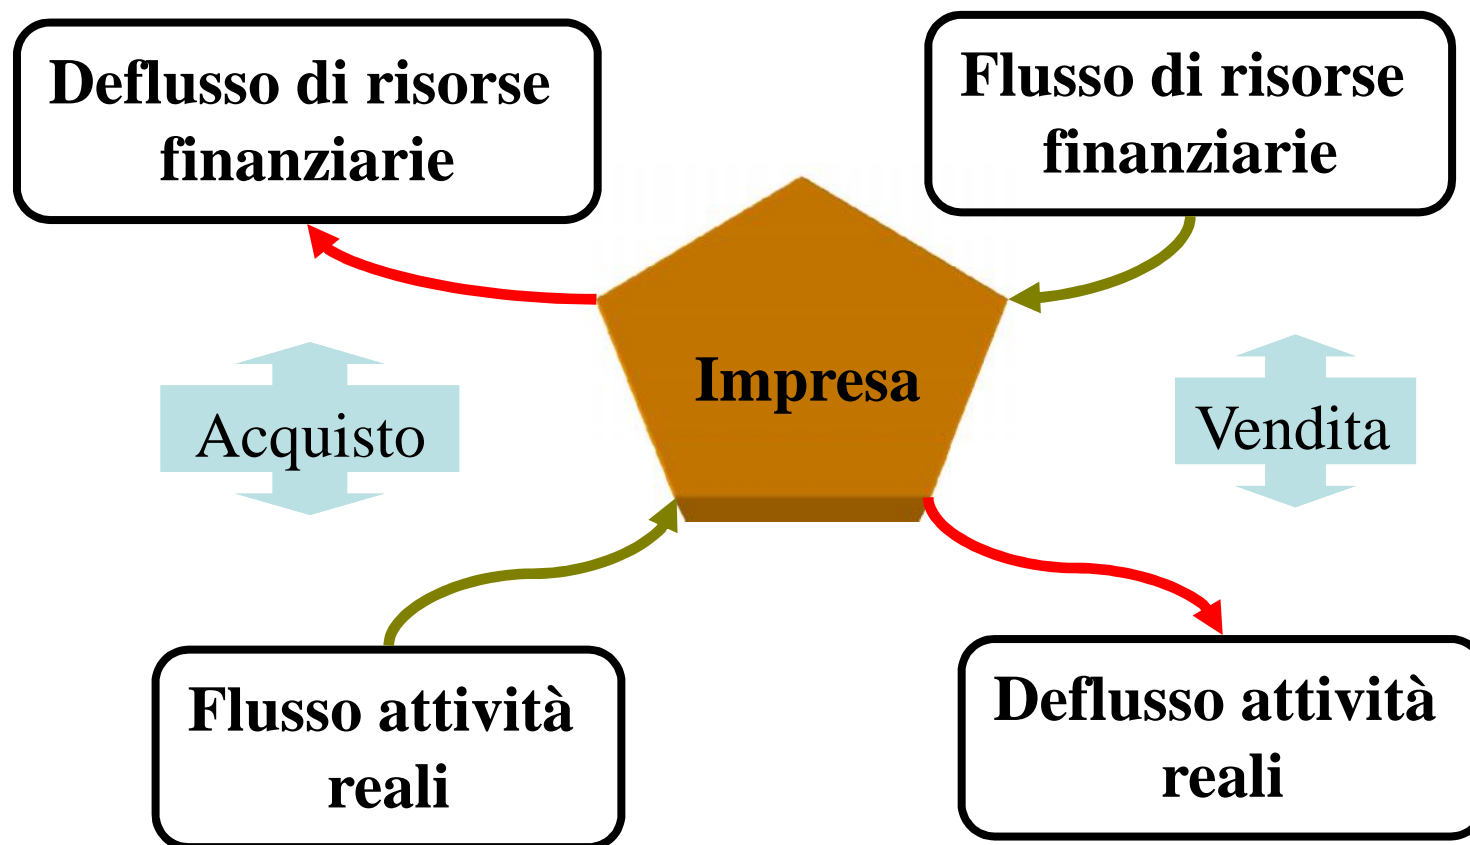 Deflusso di risorse
finanziarie
Flusso di risorse
finanziarie
Impresa
Acquisto
Vendita
Flusso attività
reali
Deflusso attività
reali